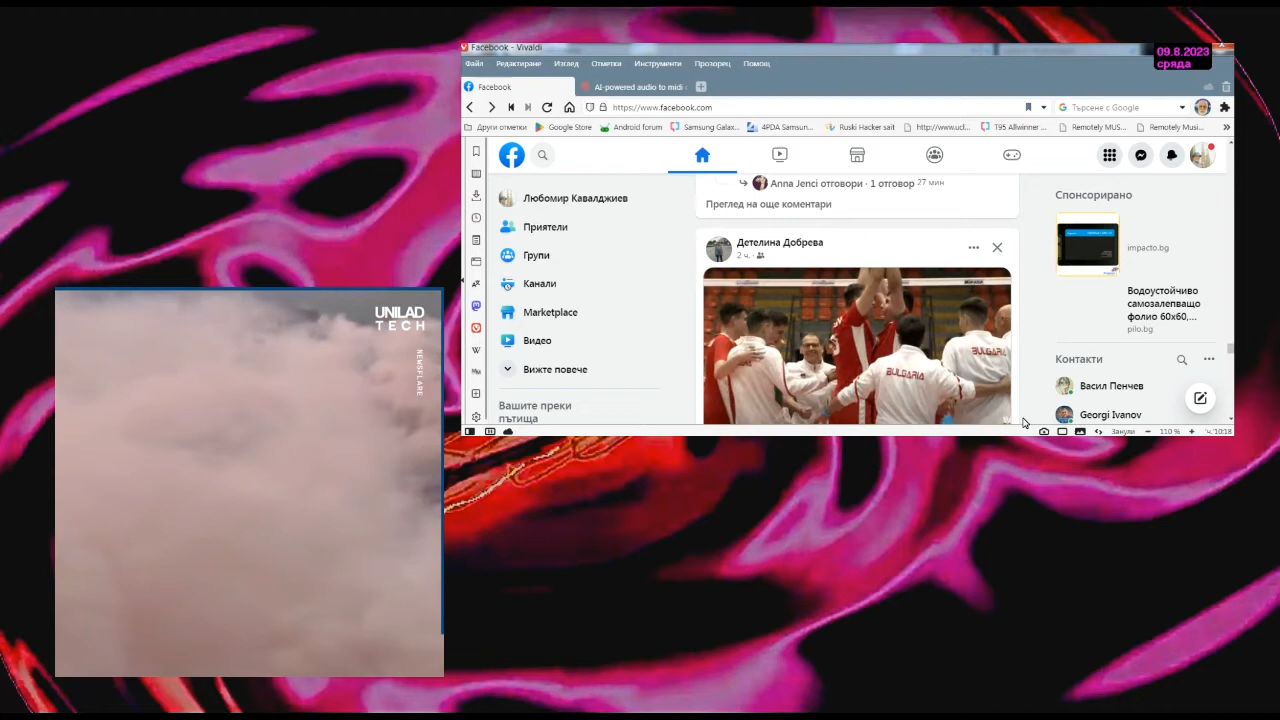 Facebook - Vivaldi
09.8.2023
сряда
Файл Редактиране Изглед Отметки Инструменти Прозорец Помощ
Facebook
AI-powered audio to midi
https://www.facebook.com
Търсене с Google
Други отметки Google Store Android forum Samsung Galax... 4PDA Samsun... Ruski Hacker sait http://www.ucl... T95 Allwinner ... Remotely MUS... Remotely Musi...
Любомир Кавалджиев
Приятели
Групи
Канали
Marketplace
Видео
Вижте повече
Вашите преки
пътища
Anna Jenci отговори · 1 отговор 27 мин
Преглед на още коментари
Детелина Добрева
2 ч.
BULGARIA
BULGARIA
Спонсорирано
impacto.bg
Водоустойчиво
самозалепващо
фолио 60x60,...
pilo.bg
Контакти
Васил Пенчев
Georgi Ivanov
Занули
110 %
10:18
UNILAD
TECH
NEWSFLARE